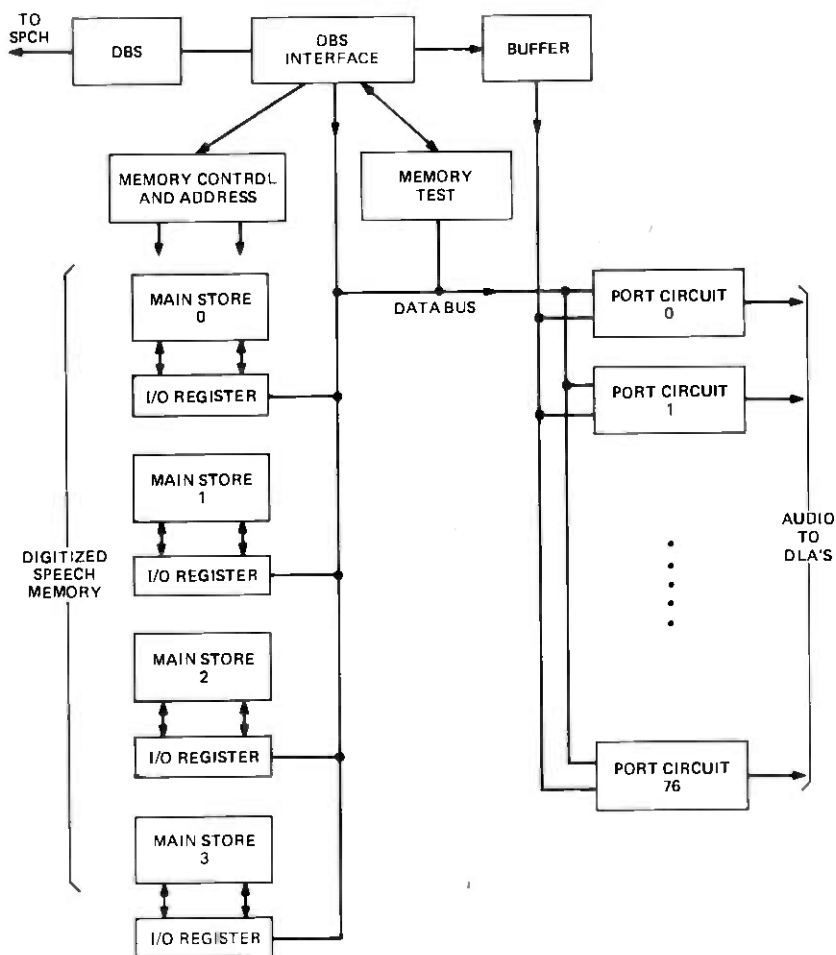 TO
SPCH
DBS
DBS
INTERFACE
BUFFER
MEMORY CONTROL
AND ADDRESS
MEMORY
TEST
MAIN STORE
0
I/O REGISTER
DATA BUS
PORT CIRCUIT
0
PORT CIRCUIT
1
MAIN STORE
1
I/O REGISTER
DIGITIZED
SPEECH
MEMORY
AUDIO
TO
DLA'S
MAIN STORE
2
I/O REGISTER
PORT CIRCUIT
76
MAIN STORE
3
I/O REGISTER